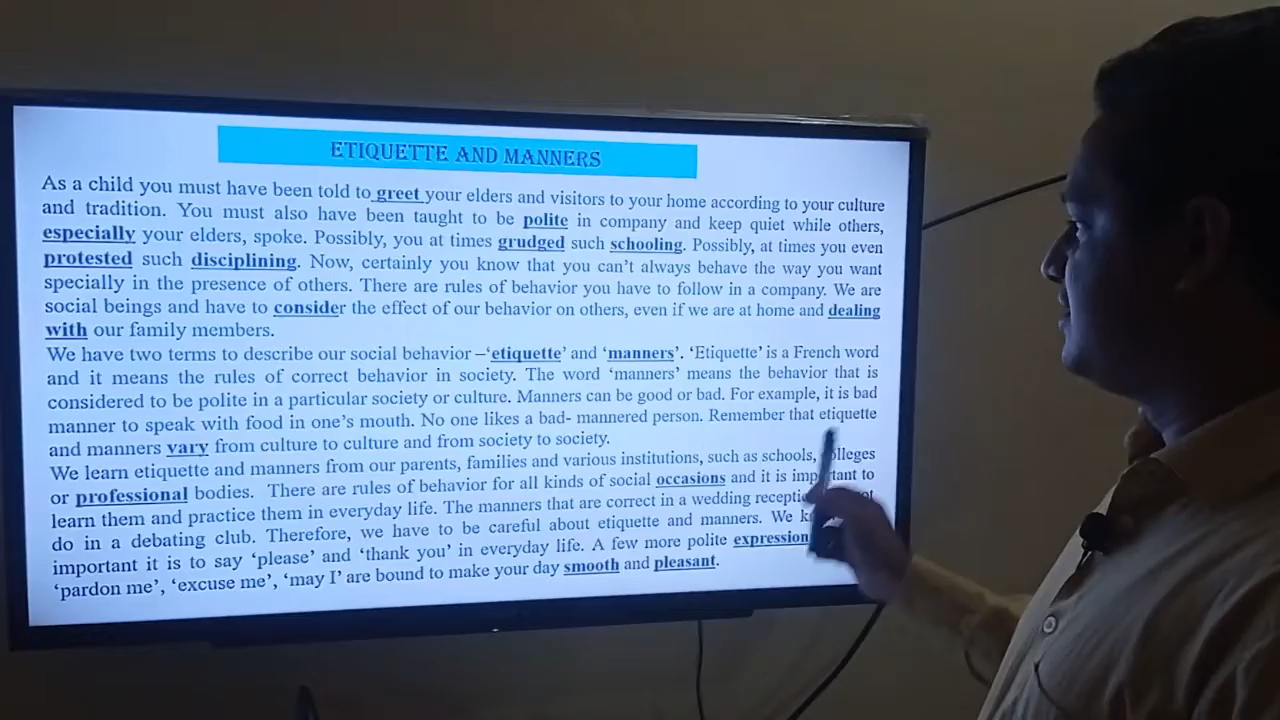 ETIQUETTE AND MANNERS
As a child you must have been told to greet your elders and visitors to your home according to your culture
and tradition. You must also have been taught to be polite in company and keep quiet while others,
especially your elders, spoke. Possibly, you at times grudged such schooling. Possibly, at times you even
protested such disciplining. Now, certainly you know that you can't always behave the way you want
specially in the presence of others. There are rules of behavior you have to follow in a company. We are
social beings and have to consider the effect of our behavior on others, even if we are at home and dealing
with our family members.
We have two terms to describe our social behavior –‘etiquette’ and ‘manners’. ‘Etiquette’ is a French word
and it means the rules of correct behavior in society. The word ‘manners’ means the behavior that is
considered to be polite in a particular society or culture. Manners can be good or bad. For example, it is bad
manner to speak with food in one’s mouth. No one likes a bad- mannered person. Remember that etiquette
and manners vary from culture to culture and from society to society.
We learn etiquette and manners from our parents, families and various institutions, such as schools,
or professional bodies. There are rules of behavior for all kinds of social occasions and it is to
learn them and practice them in everyday life. The manners that are correct in a wedding
do in a debating club. Therefore, we have to be careful about etiquette and manners. We
important it is to say ‘please’ and ‘thank you’ in everyday life. A few more polite
‘pardon me’, ‘excuse me’, ‘may I’ are bound to make your day smooth and pleasant.